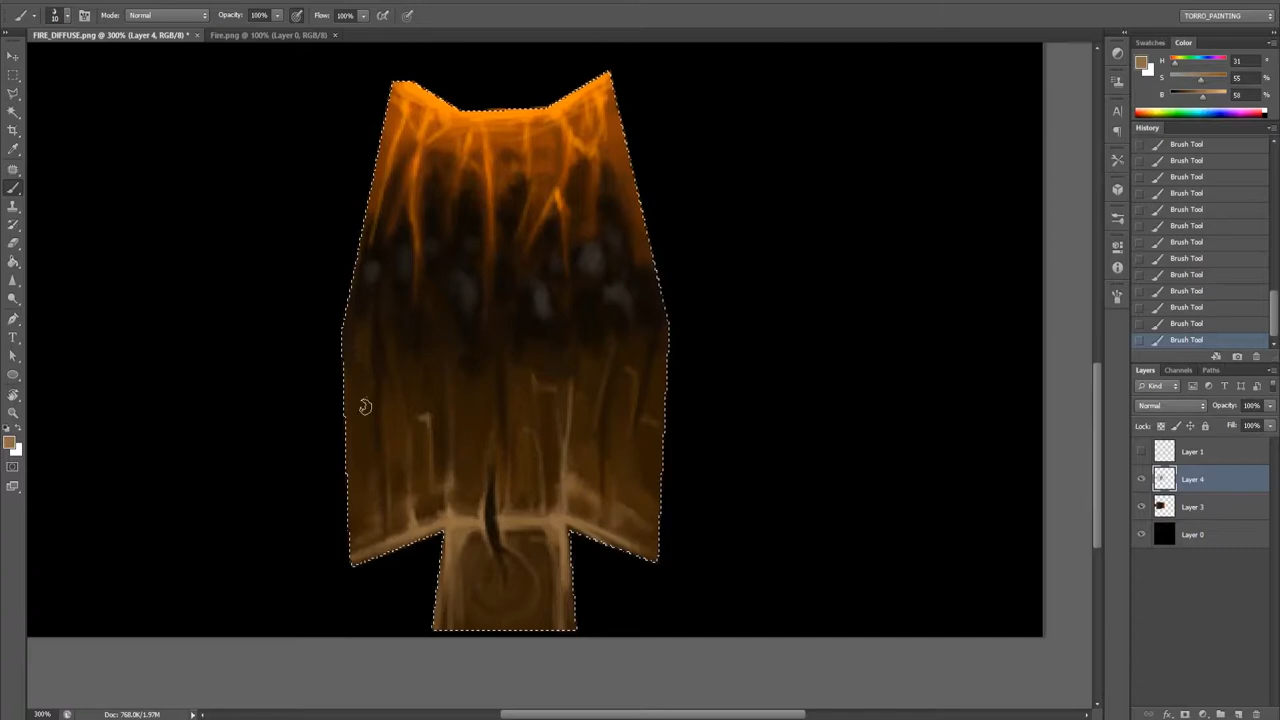 3
10
Mode: Normal
Opacity: 100%
Flow: 100%
TORRO_PAINTING
FIRE_DIFFUSE.png @ 300% (Layer 4, RGB/8) * ×
Fire.png @ 100% (Layer 0, RGB/8) ×
Swatches Color
H 31 °
S 55 %
B 58 %
History
Brush Tool
Brush Tool
Brush Tool
Brush Tool
Brush Tool
Brush Tool
Brush Tool
Brush Tool
Brush Tool
Brush Tool
Brush Tool
Brush Tool
Brush Tool
Layers Channels Paths
Kind
Normal Opacity: 100%
Lock: Fill: 100%
Layer 1
Layer 4
Layer 3
Layer 0
300% Doc: 768.0K/1.97M